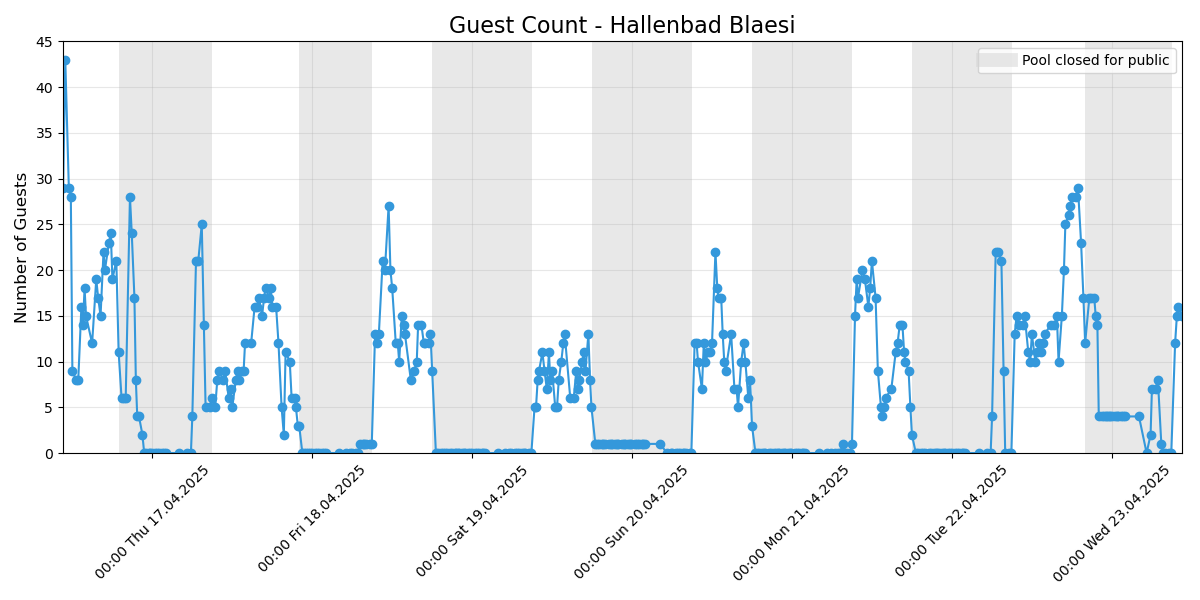 Guest Count - Hallenbad Blaesi
Pool closed for public
Number of Guests
45
40
35
30
25
20
15
10
5
0
00:00 Thu 17.04.2025
00:00 Fri 18.04.2025
00:00 Sat 19.04.2025
00:00 Sun 20.04.2025
00:00 Mon 21.04.2025
00:00 Tue 22.04.2025
00:00 Wed 23.04.2025